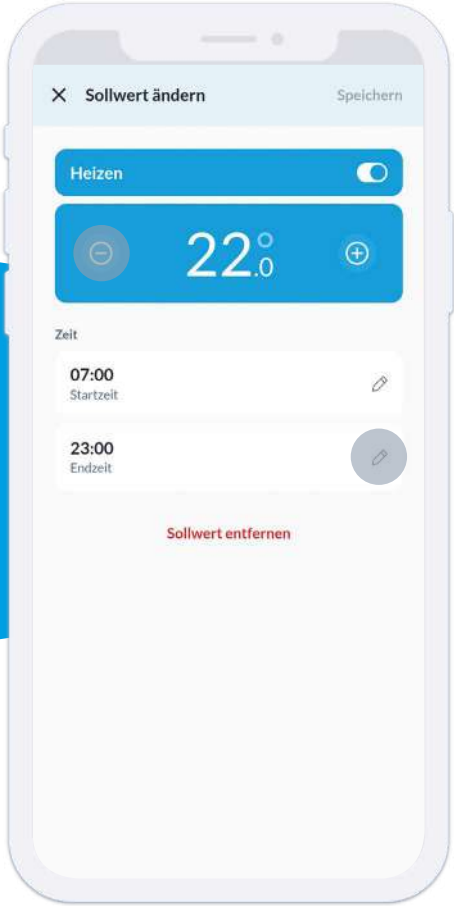 Sollwert ändern
Speichern
Heizen
22.0°
Zeit
07:00
Startzeit
23:00
Endzeit
Sollwert entfernen